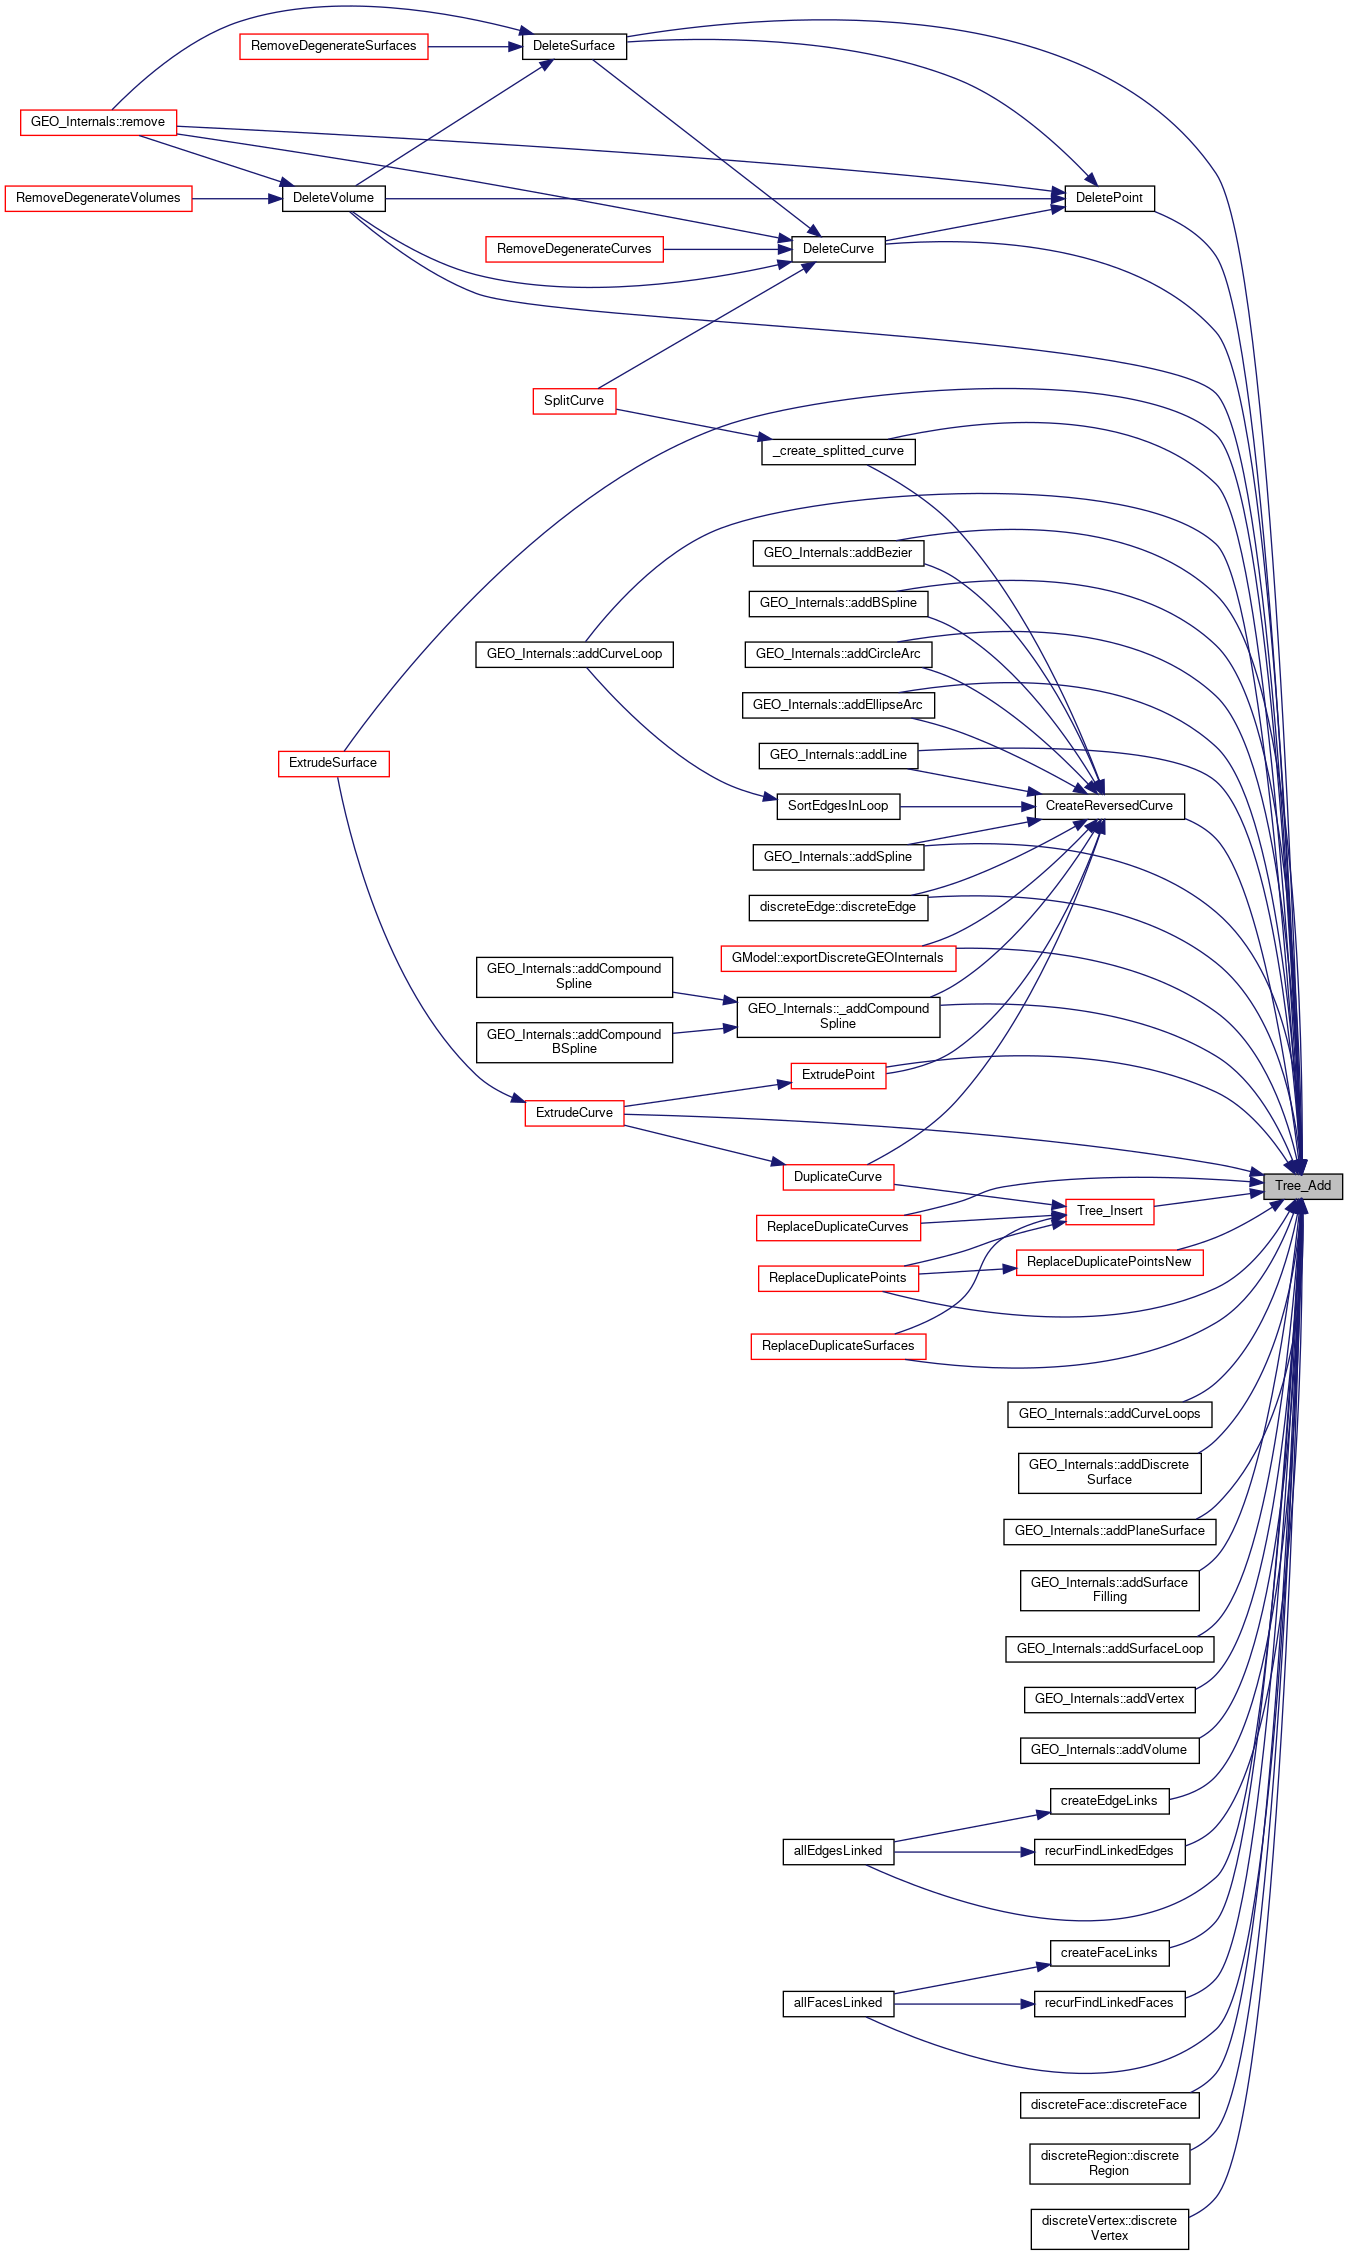 DeleteSurface
RemoveDegenerateSurfaces
GEO_Internals::remove
RemoveDegenerateVolumes
DeleteVolume
DeletePoint
RemoveDegenerateCurves
DeleteCurve
SplitCurve
_create_splitted_curve
GEO_Internals::addBezier
GEO_Internals::addBSpline
GEO_Internals::addCurveLoop
GEO_Internals::addCircleArc
GEO_Internals::addEllipseArc
ExtrudeSurface
GEO_Internals::addLine
SortEdgesInLoop
CreateReversedCurve
GEO_Internals::addSpline
discreteEdge::discreteEdge
GModel::exportDiscreteGEOInternals
GEO_Internals::addCompound
Spline
GEO_Internals::_addCompound
Spline
GEO_Internals::addCompound
BSpline
ExtrudePoint
ExtrudeCurve
DuplicateCurve
Tree_Add
Tree_Insert
ReplaceDuplicateCurves
ReplaceDuplicatePointsNew
ReplaceDuplicatePoints
ReplaceDuplicateSurfaces
GEO_Internals::addCurveLoops
GEO_Internals::addDiscrete
Surface
GEO_Internals::addPlaneSurface
GEO_Internals::addSurface
Filling
GEO_Internals::addSurfaceLoop
GEO_Internals::addVertex
GEO_Internals::addVolume
createEdgeLinks
allEdgesLinked
recurFindLinkedEdges
createFaceLinks
allFacesLinked
recurFindLinkedFaces
discreteFace::discreteFace
discreteRegion::discrete
Region
discreteVertex::discrete
Vertex